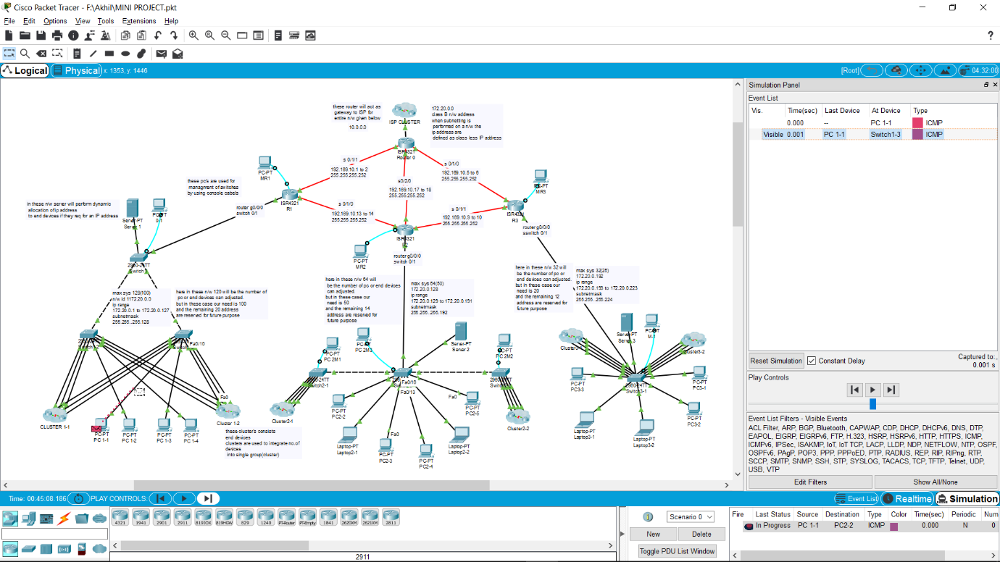 Cisco Packet Tracer - F:\Akhil\MINI PROJECT.pkt
File Edit Options View Tools Extensions Help
Logical Physical x: 1353, y: 1446
[Root] 04:32:00
these router will act as
gateway to ISP for
entire n/w given below
10.0.0.0
ISP CLUSTER
172.20.0.0
class B n/w address
when subnetting is
performed on a n/w the
ip address are
defined as class less IP address
ISR4321
Router 0
s 0/1/1
192.169.10.1 to 2
255.255.255.252
s 0/1/0
192.169.10.5 to 6
255.255.255.252
s0/2/0
192.169.10.17 to 18
255.255.255.252
PC-PT
MR1
PC-PT
MR3
these pc's are used for
managment of switches
by using console cabels
ISR4321
R1
s 0/1/0
192.169.10.13 to 14
255.255.255.252
s 0/1/1
192.169.10.9 to 10
255.255.255.252
ISR4321
R3
in these n/w server will perform dynamic
allocation of ip address
to end devices if they req for an IP address
Server-PT
Server 1
router g0/0/0
switch 0/1
router g0/0/0
sswitch 0/1
PC-PT
MR2
router g0/0/0
switch 0/1
max sys 128(100)
n/w id 1172.20.0.0
ip range
172.20.0.1 to 172.20.0.127
subnetmask
255.255..255.128
here in these n/w 120 will be the number of
pc or end devices can adjusted.
but in these case our need is 100
and the remaining 20 address
are reserved for future purpose
here in these n/w 64 will
be the number of pc or end devices
can adjusted.
but in these case our
need is 50
and the remaining 14
address are reserved for
future purpose
max sys 64(50)
172.20.0.128
ip range
172.20.0.129 to 172.20.0.191
subnetmask
255.255.255.192
here in these n/w 32 will
be the number of pc or
end devices can adjusted.
but in these case our need
is 20
and the remaining 12
address are reserved for
future purpose
max sys 32(25)
172.20.0.192
ip range
172.20.0.193 to 172.20.0.223
subnetmask
255.255..255.224
Fa0/10
PC-PT
PC 2M1
PC-PT
PC 2M3
Server-PT
Server 2
PC-PT
PC 2M2
Cluster3-2
Fa0/16
Fa0/13
Fa0
CLUSTER 1-1
PC-PT
PC 1-1
PC-PT
PC 1-2
PC-PT
PC 1-3
PC-PT
PC 1-4
Fa0
Cluster 1-2
these cluster's consists
end devices
clusters are used to integrate no.of
devices
into single group(cluster)
Cluster2-1
PC-PT
PC2-2
Laptop-PT
Laptop2-1
Fa0
PC-PT
PC2-3
PC-PT
PC2-4
Laptop-PT
Laptop2-2
PC-PT
PC2-5
Cluster2-2
PC-PT
PC3-3
Laptop-PT
Laptop3-1
Laptop-PT
Laptop3-2
PC-PT
PC3-2
PC-PT
PC3-1
Simulation Panel
Event List
Vis. Time(sec) Last Device At Device Type
0.000 -- PC 1-1 ICMP
Visible 0.001 PC 1-1 Switch1-3 ICMP
Reset Simulation Constant Delay Captured to:
0.001 s
Play Controls
Event List Filters - Visible Events
ACL Filter, ARP, BGP, Bluetooth, CAPWAP, CDP, DHCP, DHCPv6, DNS, DTP,
EAPOL, EIGRP, EIGRPv6, FTP, H.323, HSRP, HSRPv6, HTTP, HTTPS, ICMP,
ICMPv6, IPSec, ISAKMP, IoT, IoT TCP, LACP, LLDP, NDP, NETFLOW, NTP, OSPF,
OSPFv6, PAgP, POP3, PPP, PPPoED, PTP, RADIUS, REP, RIP, RIPng, RTP,
SCCP, SMTP, SNMP, SSH, STP, SYSLOG, TACACS, TCP, TFTP, Telnet, UDP,
USB, VTP
Edit Filters Show All/None
Time: 00:45:08.186 PLAY CONTROLS:
Event List Realtime Simulation
4321 1941 2901 2911 819IOX 819HGW 829 1240 PT-Router PT-Empty 1841 2620XM 2621XM 2811
2911
Scenario 0
New Delete
Toggle PDU List Window
Fire Last Status Source Destination Type Color Time(sec) Periodic Num
In Progress PC 1-1 PC2-2 ICMP 0.000 N 0